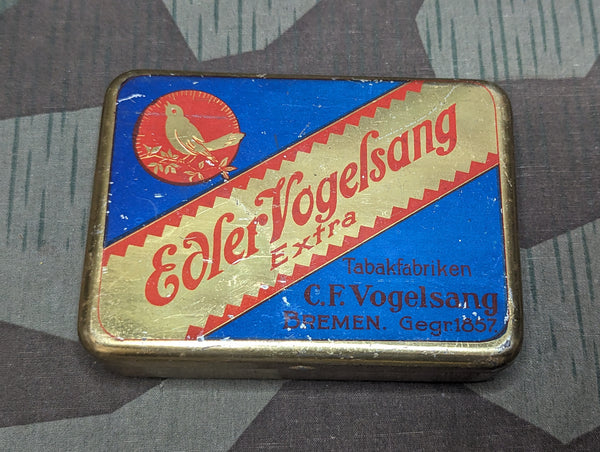 Edler Vogelsang
Extra
Tabakfabriken
C.F. Vogelsang
BREMEN. Gegr. 1857.